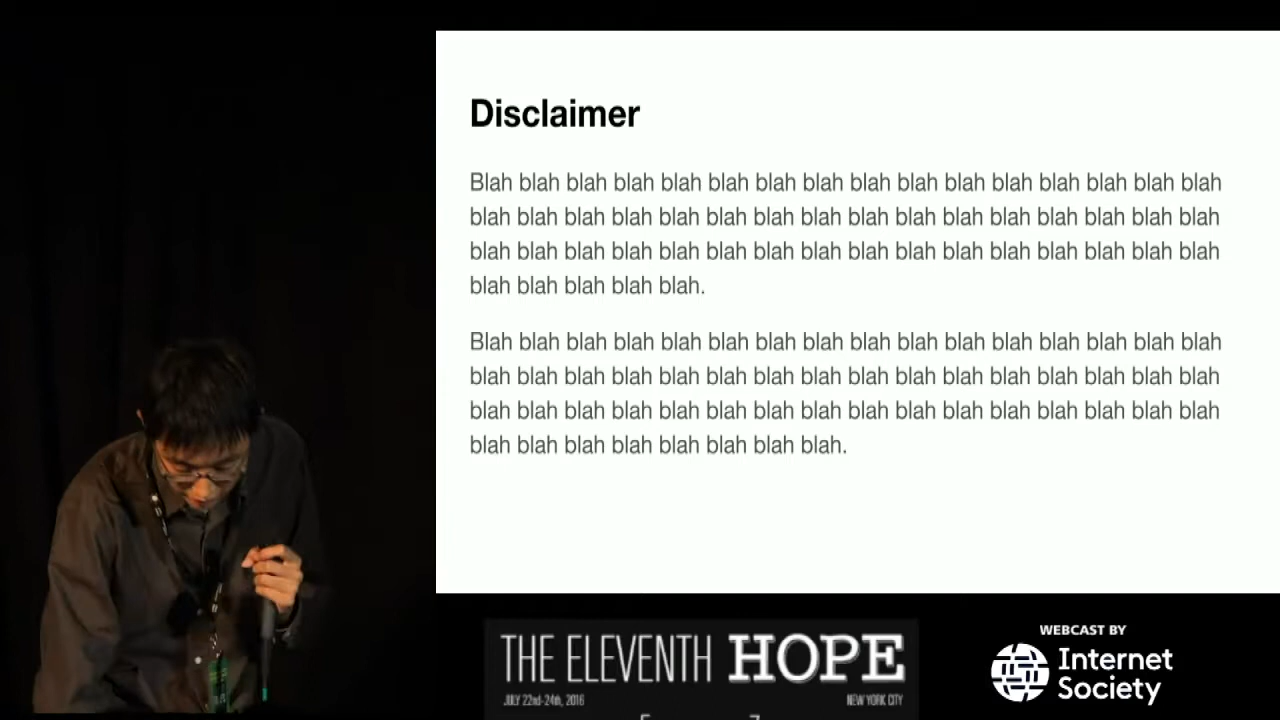 Disclaimer
Blah blah blah blah blah blah blah blah blah blah blah blah blah blah blah blah
blah blah blah blah blah blah blah blah blah blah blah blah blah blah blah blah
blah blah blah blah blah blah blah blah blah blah blah blah blah blah blah blah
blah blah blah blah blah.
Blah blah blah blah blah blah blah blah blah blah blah blah blah blah blah blah
blah blah blah blah blah blah blah blah blah blah blah blah blah blah blah blah
blah blah blah blah blah blah blah blah blah blah blah blah blah blah blah blah
blah blah blah blah blah blah blah blah.
THE ELEVENTH HOPE
JULY 22nd-24th, 2016 NEW YORK CITY
WEBCAST BY
Internet
Society